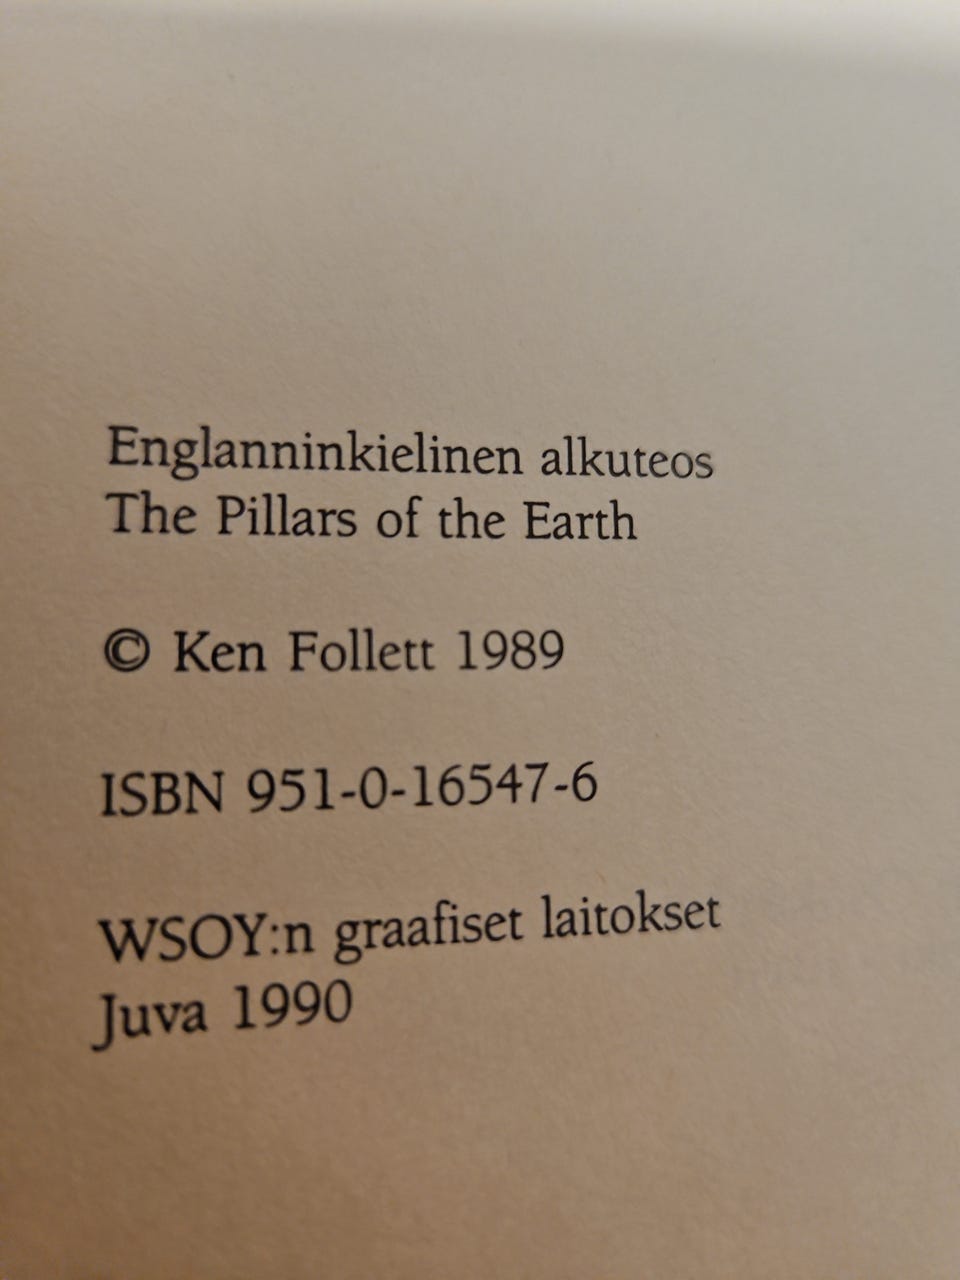 Englanninkielinen alkuteos
The Pillars of the Earth
© Ken Follett 1989
ISBN 951-0-16547-6
WSOY:n graafiset laitokset
Juva 1990